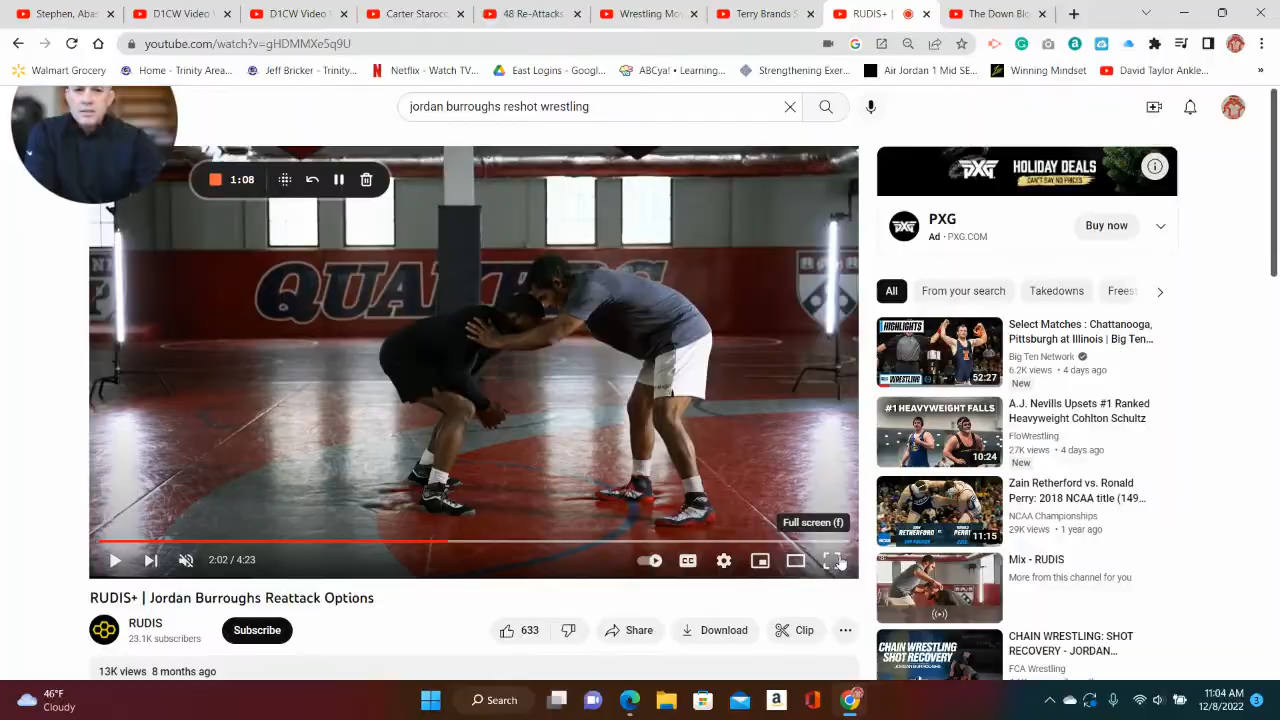 Stephen, Abas
D1CW Video
D1CV Video
Carter Staroc
48 Re-Attacks
Wrestling Mov
Terry Brands S
RUDIS+ |
The Down Blo
youtube.com/watch?v=gHDMMXe5q9U
Walmart Grocery
Home - Trinity Area...
Jeff Brixner - Trinity...
Netflix - Watch TV...
East Logins - Googl...
ABCya! • Learning...
Strengthening Exer...
Air Jordan 1 Mid SE...
Winning Mindset
David Taylor Ankle...
»
jordan burroughs reshot wrestling
1:08
QUAKERS
Full screen (f)
2:02 / 4:23
CC
RUDIS+ | Jordan Burroughs Reattack Options
RUDIS
23.1K subscribers
Subscribe
633
Share
Download
Clip
13K views 8 months ago
PXG
HOLIDAY DEALS
CAN'T SAY NO PRICES
PXG
PXG
Ad · PXG.COM
Buy now
All
From your search
Takedowns
Freest
HIGHLIGHTS
WRESTLING
52:27
Select Matches : Chattanooga,
Pittsburgh at Illinois | Big Ten...
Big Ten Network
6.2K views • 4 days ago
New
#1 HEAVYWEIGHT FALLS
10:24
A.J. Nevills Upsets #1 Ranked
Heavyweight Cohlton Schultz
FloWrestling
27K views • 4 days ago
New
11:15
Zain Retherford vs. Ronald
Perry: 2018 NCAA title (149...
NCAA Championships
29K views • 1 year ago
Mix - RUDIS
More from this channel for you
CHAIN WRESTLING
SHOT RECOVERY
CHAIN WRESTLING: SHOT
RECOVERY - JORDAN...
FCA Wrestling
46°F
Cloudy
Search
11:04 AM
12/8/2022
3